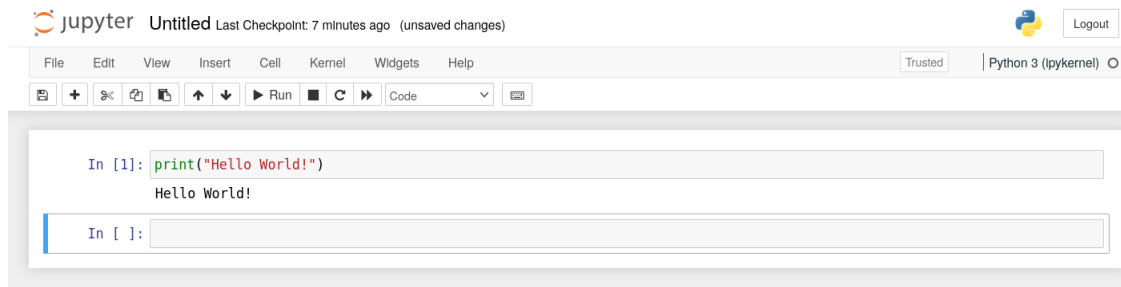 jupyter Untitled Last Checkpoint: 7 minutes ago (unsaved changes) Logout
File Edit View Insert Cell Kernel Widgets Help Trusted Python 3 (ipykernel)
Run Code
In [1]: print("Hello World!")
Hello World!
In [ ]: